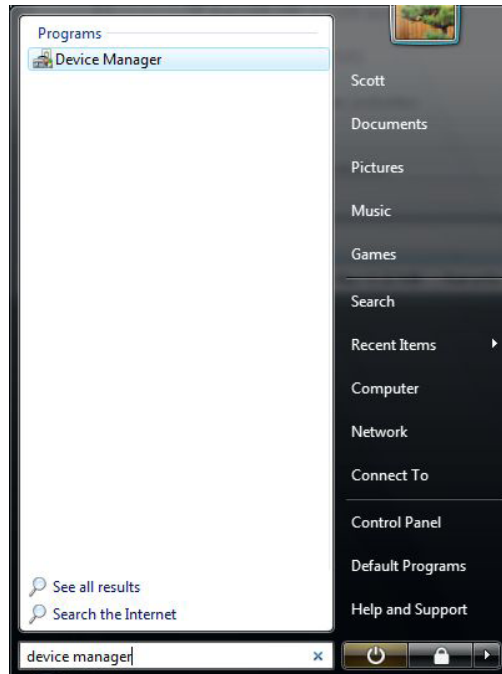 Programs
Device Manager
See all results
Search the Internet
device manager
Scott
Documents
Pictures
Music
Games
Search
Recent Items
Computer
Network
Connect To
Control Panel
Default Programs
Help and Support